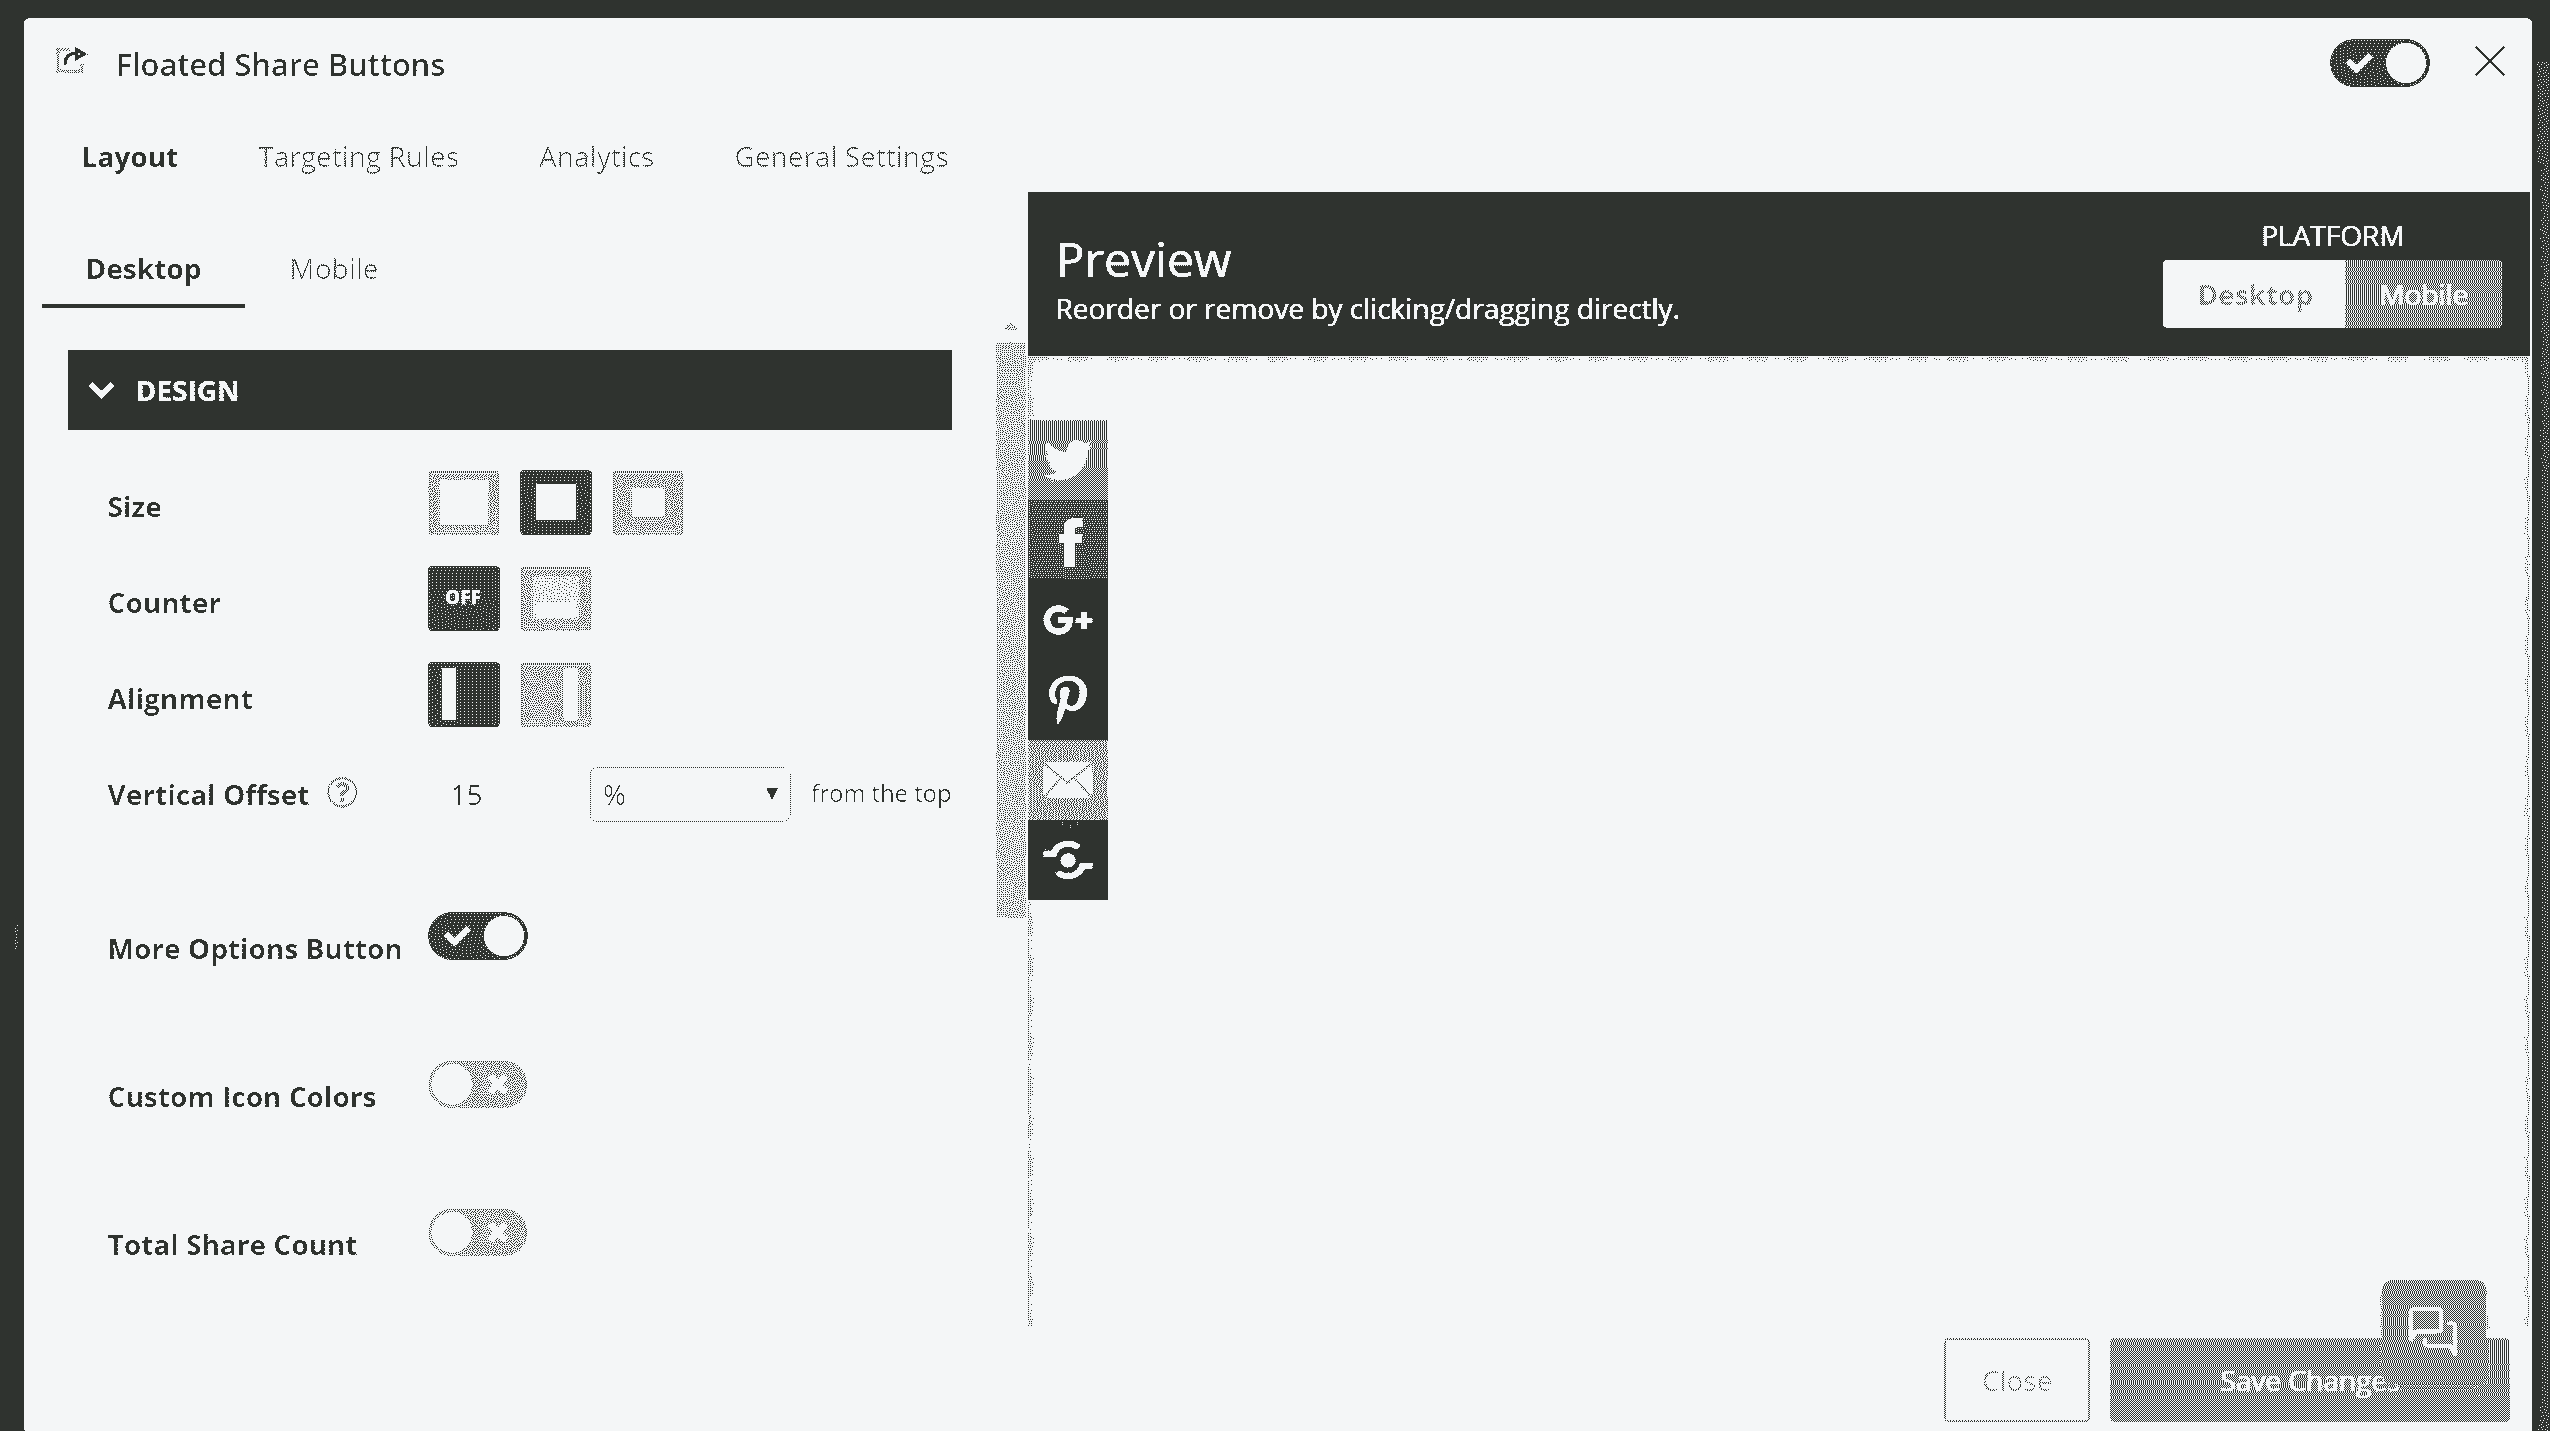 Floated Share Buttons
Layout Targeting Rules Analytics General Settings
Desktop Mobile
DESIGN
Size
Counter OFF
Alignment
Vertical Offset ? 15 % from the top
More Options Button
Custom Icon Colors
Total Share Count
Preview
Reorder or remove by clicking/dragging directly.
PLATFORM
Desktop Mobile
G+
Close Save Change